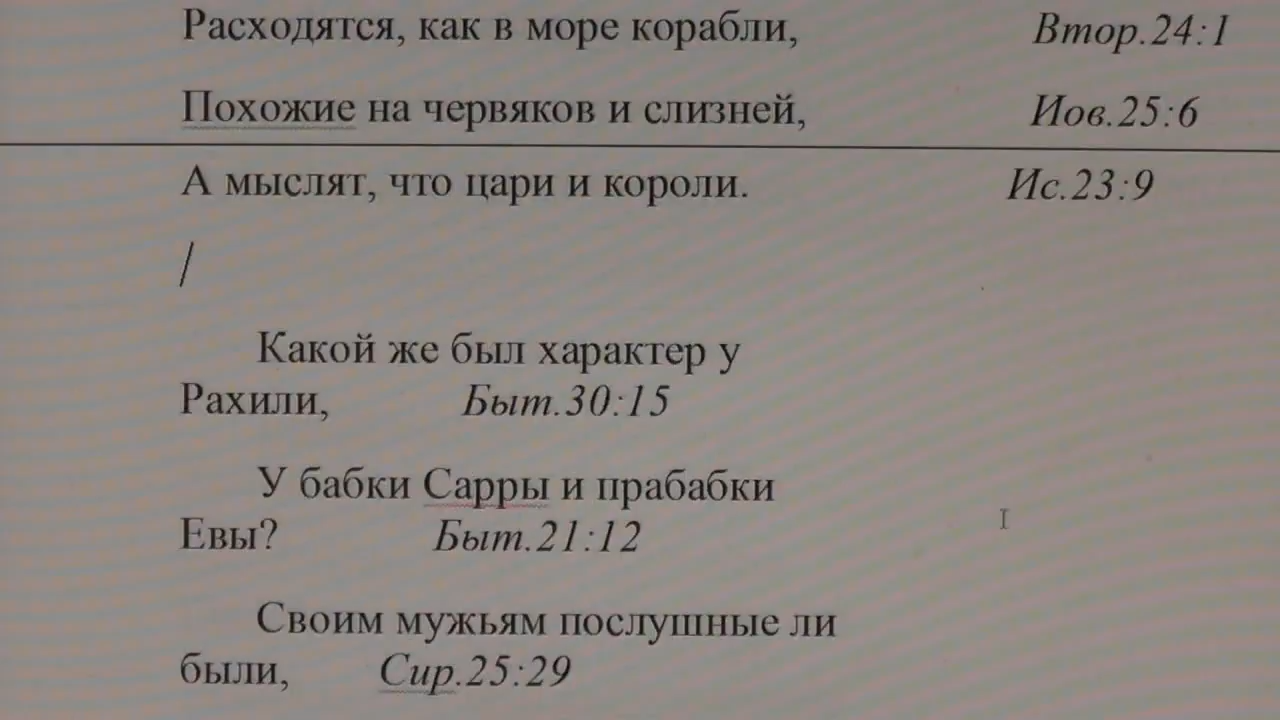 Расходятся, как в море корабли, Втор.24:1
Похожие на червяков и слизней, Иов.25:6
А мыслят, что цари и короли. Ис.23:9
/
Какой же был характер у
Рахили, Быт.30:15
У бабки Сарры и прабабки
Евы? Быт.21:12
Своим мужьям послушные ли
были, Сир.25:29